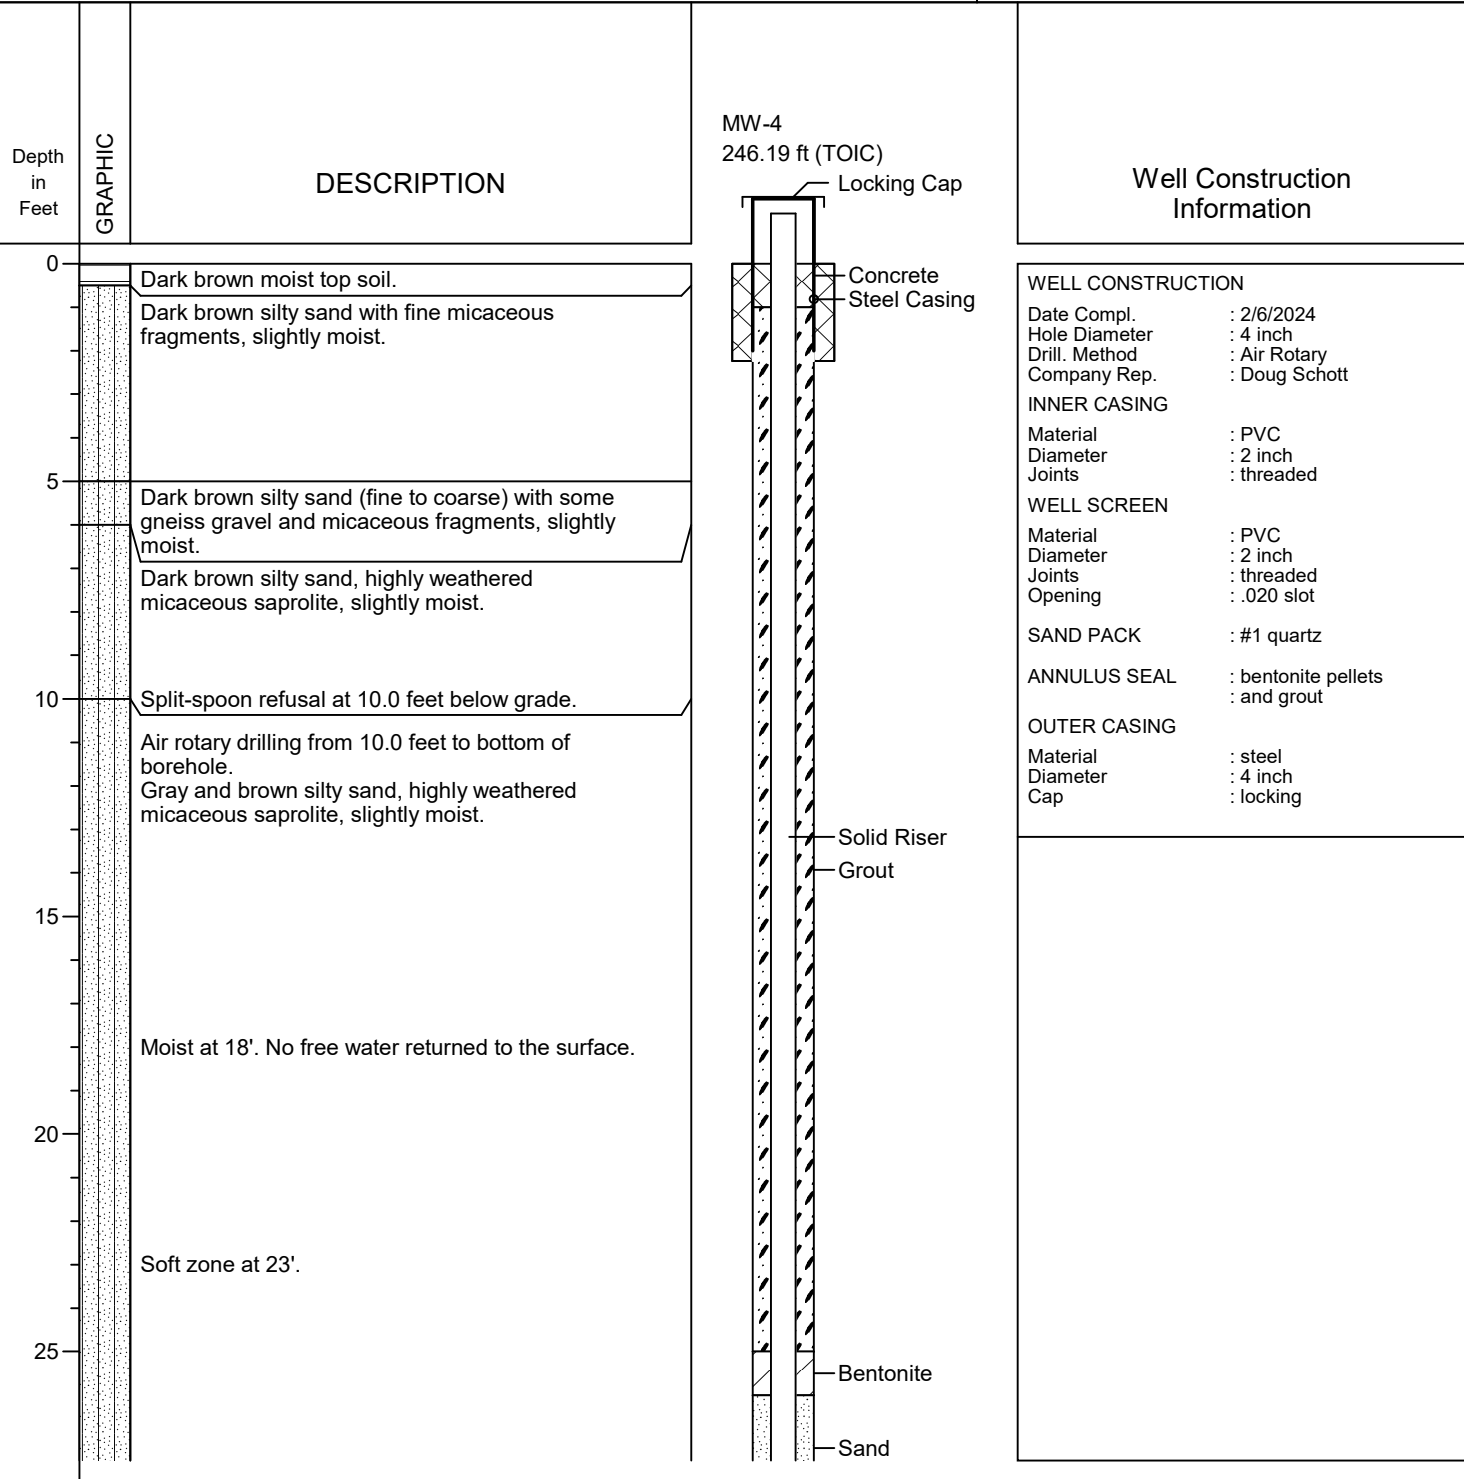 Depth
in
Feet
GRAPHIC
DESCRIPTION
MW-4
246.19 ft (TOIC)
Locking Cap
Well Construction
Information
0
Dark brown moist top soil.
Dark brown silty sand with fine micaceous
fragments, slightly moist.
5
Dark brown silty sand (fine to coarse) with some
gneiss gravel and micaceous fragments, slightly
moist.
Dark brown silty sand, highly weathered
micaceous saprolite, slightly moist.
10
Split-spoon refusal at 10.0 feet below grade.
Air rotary drilling from 10.0 feet to bottom of
borehole.
Gray and brown silty sand, highly weathered
micaceous saprolite, slightly moist.
15
Moist at 18'. No free water returned to the surface.
20
Soft zone at 23'.
25
Concrete
Steel Casing
Solid Riser
Grout
Bentonite
Sand
WELL CONSTRUCTION
Date Compl. : 2/6/2024
Hole Diameter : 4 inch
Drill. Method : Air Rotary
Company Rep. : Doug Schott
INNER CASING
Material : PVC
Diameter : 2 inch
Joints : threaded
WELL SCREEN
Material : PVC
Diameter : 2 inch
Joints : threaded
Opening : .020 slot
SAND PACK : #1 quartz
ANNULUS SEAL : bentonite pellets
: and grout
OUTER CASING
Material : steel
Diameter : 4 inch
Cap : locking